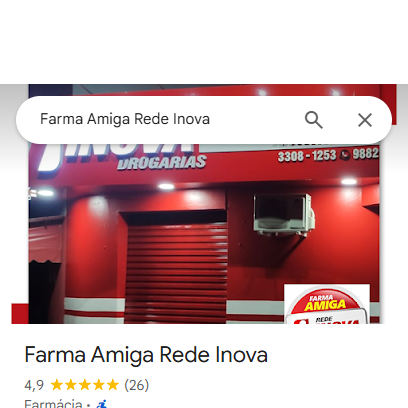 Farma Amiga Rede Inova
INOVA
DROGARIAS
3308-1253 9882
FARMA
AMIGA
REDE
INOVA
Farma Amiga Rede Inova
4,9 (26)
Farmácia ·